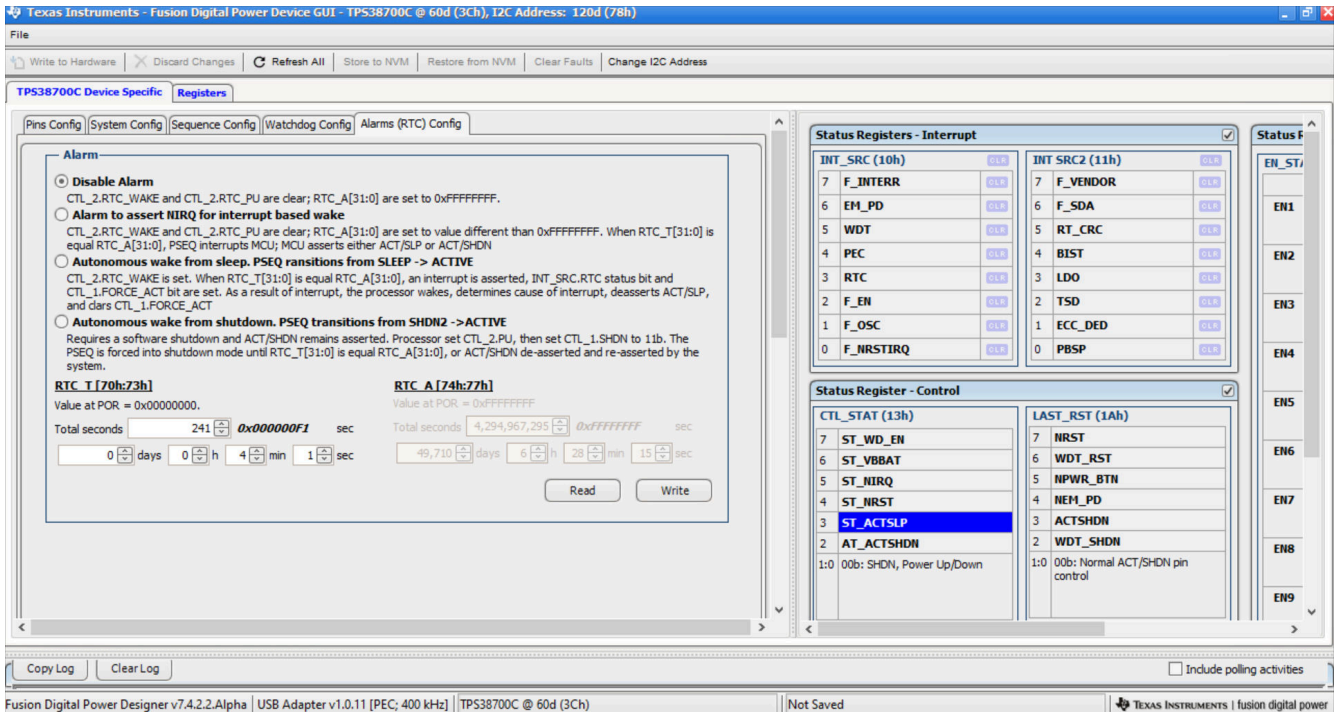 Texas Instruments - Fusion Digital Power Device GUI - TPS38700C @ 60d (3Ch), I2C Address: 120d (78h)
File
Write to Hardware Discard Changes Refresh All Store to NVM Restore from NVM Clear Faults Change I2C Address
TPS38700C Device Specific Registers
Pins Config System Config Sequence Config Watchdog Config Alarms (RTC) Config
Alarm
Disable Alarm
CTL_2.RTC_WAKE and CTL_2.RTC_PU are clear; RTC_A[31:0] are set to 0xFFFFFFFF.
Alarm to assert NIRQ for interrupt based wake
CTL_2.RTC_WAKE and CTL_2.RTC_PU are clear; RTC_A[31:0] are set to value different than 0xFFFFFFFF. When RTC_T[31:0] is
equal RTC_A[31:0], PSEQ interrupts MCU; MCU asserts either ACT/SLP or ACT/SHDN
Autonomous wake from sleep. PSEQ ransitions from SLEEP -> ACTIVE
CTL_2.RTC_WAKE is set. When RTC_T[31:0] is equal RTC_A[31:0], an interrupt is asserted, INT_SRC.RTC status bit and
CTL_1.FORCE_ACT bit are set. As a result of interrupt, the processor wakes, determines cause of interrupt, deasserts ACT/SLP,
and clars CTL_1.FORCE_ACT
Autonomous wake from shutdown. PSEQ transitions from SHDN2 ->ACTIVE
Requires a software shutdown and ACT/SHDN remains asserted. Processor set CTL_2.PU, then set CTL_1.SHDN to 11b. The
PSEQ is forced into shutdown mode until RTC_T[31:0] is equal RTC_A[31:0], or ACT/SHDN de-asserted and re-asserted by the
system.
RTC_T [70h:73h] RTC_A [74h:77h]
Value at POR = 0x00000000. Value at POR = 0xFFFFFFFF
Total seconds 241 0x000000F1 sec Total seconds 4,294,967,295 0xFFFFFFFF sec
0 days 0 h 4 min 1 sec 49,710 days 6 h 28 min 15 sec
Read Write
Status Registers - Interrupt
INT_SRC (10h) CLR INT SRC2 (11h) CLR
7 F_INTERR CLR 7 F_VENDOR CLR
6 EM_PD CLR 6 F_SDA CLR
5 WDT CLR 5 RT_CRC CLR
4 PEC CLR 4 BIST CLR
3 RTC CLR 3 LDO CLR
2 F_EN CLR 2 TSD CLR
1 F_OSC CLR 1 ECC_DED CLR
0 F_NRSTIRQ CLR 0 PBSP CLR
Status Register - Control
CTL_STAT (13h) LAST_RST (1Ah)
7 ST_WD_EN 7 NRST
6 ST_VBBAT 6 WDT_RST
5 ST_NIRQ 5 NPWR_BTN
4 ST_NRST 4 NEM_PD
3 ST_ACTSLP 3 ACTSHDN
2 AT_ACTSHDN 2 WDT_SHDN
1:0 00b: SHDN, Power Up/Down 1:0 00b: Normal ACT/SHDN pin
control
Status R
EN_STA
EN1
EN2
EN3
EN4
EN5
EN6
EN7
EN8
EN9
Copy Log Clear Log Include polling activities
Fusion Digital Power Designer v7.4.2.2.Alpha USB Adapter v1.0.11 [PEC; 400 kHz] TPS38700C @ 60d (3Ch) Not Saved TEXAS INSTRUMENTS | fusion digital power